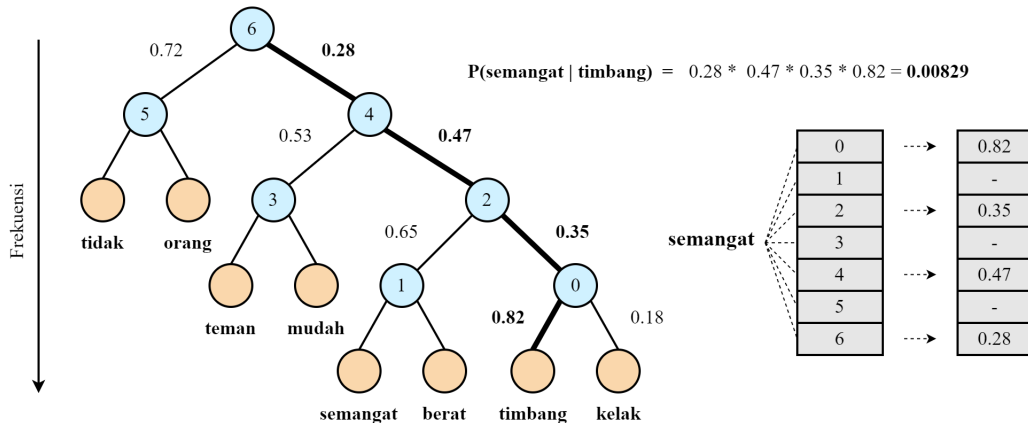 6
0.72
0.28
P(semangat | timbang) = 0.28 * 0.47 * 0.35 * 0.82 = 0.00829
5
4
0.53
0.47
3
2
tidak
orang
0.65
0.35
teman
mudah
1
0
0.82
0.18
semangat
berat
timbang
kelak
Frekuensi
semangat
0 0.82
1 -
2 0.35
3 -
4 0.47
5 -
6 0.28